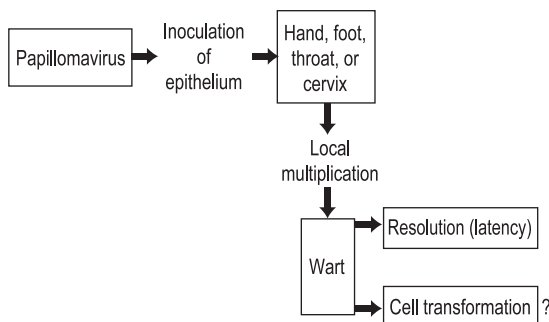 Papillomavirus
Inoculation
of
epithelium
Hand, foot,
throat, or
cervix
Local
multiplication
Wart
Resolution (latency)
Cell transformation ?